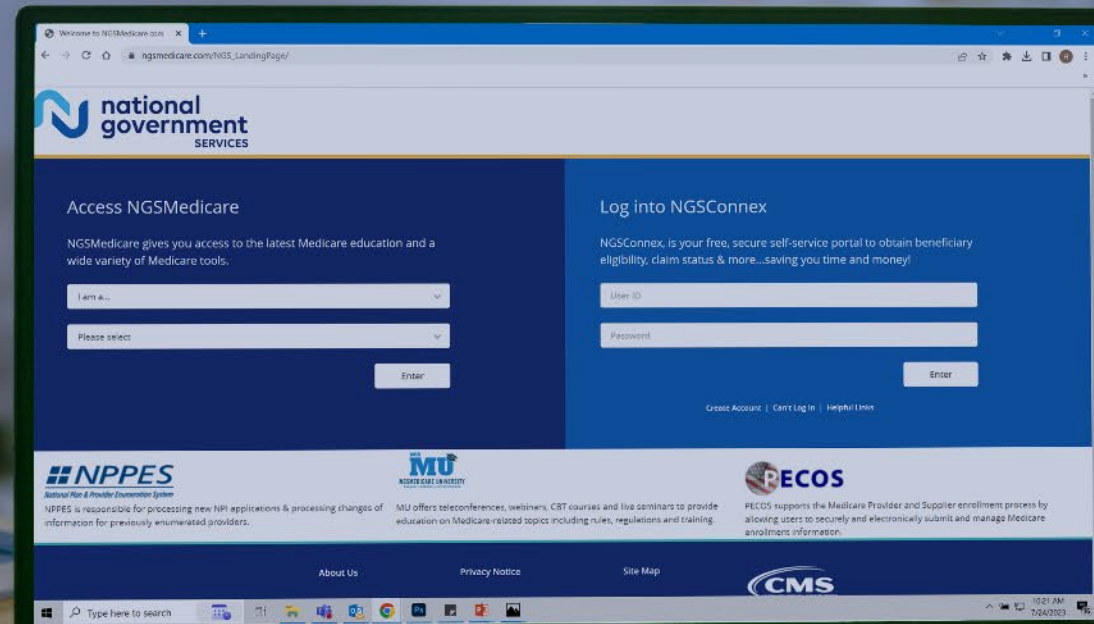 Welcome to NGSMedicare.com
ngsmedicare.com/NGS_LandingPage/
national
government
SERVICES
Access NGSMedicare
NGSMedicare gives you access to the latest Medicare education and a
wide variety of Medicare tools.
I am a...
Please select
Enter
Log into NGSConnex
NGSConnex, is your free, secure self-service portal to obtain beneficiary
eligibility, claim status & more...saving you time and money!
User ID
Password
Enter
Create Account | Can't Log In | Helpful Links
NPPES
National Plan & Provider Enumeration System
NPPES is responsible for processing new NPI applications & processing changes of
information for previously enumerated providers.
MU
NGSMEDICARE UNIVERSITY
MU offers teleconferences, webinars, CBT courses and live seminars to provide
education on Medicare-related topics including rules, regulations and training.
PECOS
PECOS supports the Medicare Provider and Supplier enrollment process by
allowing users to securely and electronically submit and manage Medicare
enrollment information.
About Us
Privacy Notice
Site Map
CMS
Type here to search
Ps
10:21 AM
7/24/2023